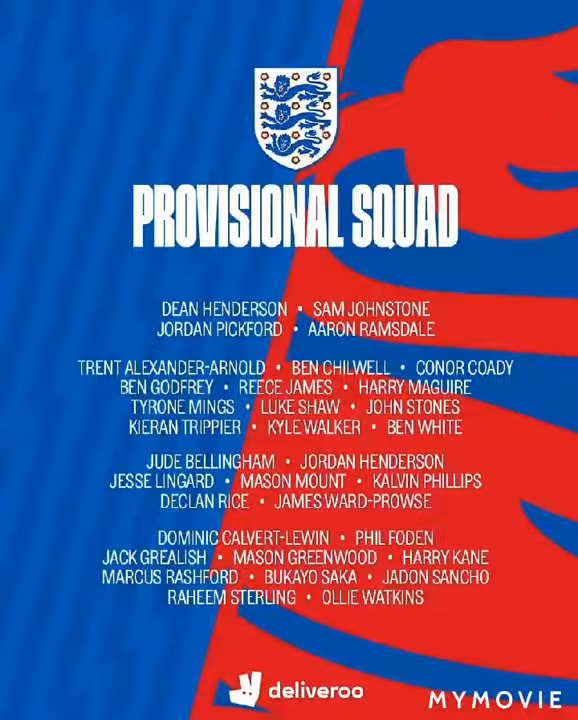 PROVISIONAL SQUAD
DEAN HENDERSON • SAM JOHNSTONE
JORDAN PICKFORD • AARON RAMSDALE
TRENT ALEXANDER-ARNOLD • BEN CHILWELL • CONOR COADY
BEN GODFREY • REECE JAMES • HARRY MAGUIRE
TYRONE MINGS • LUKE SHAW • JOHN STONES
KIERAN TRIPPIER • KYLE WALKER • BEN WHITE
JUDE BELLINGHAM • JORDAN HENDERSON
JESSE LINGARD • MASON MOUNT • KALVIN PHILLIPS
DECLAN RICE • JAMES WARD-PROWSE
DOMINIC CALVERT-LEWIN • PHIL FODEN
JACK GREALISH • MASON GREENWOOD • HARRY KANE
MARCUS RASHFORD • BUKAYO SAKA • JADON SANCHO
RAHEEM STERLING • OLLIE WATKINS
deliveroo
MYMOVIE